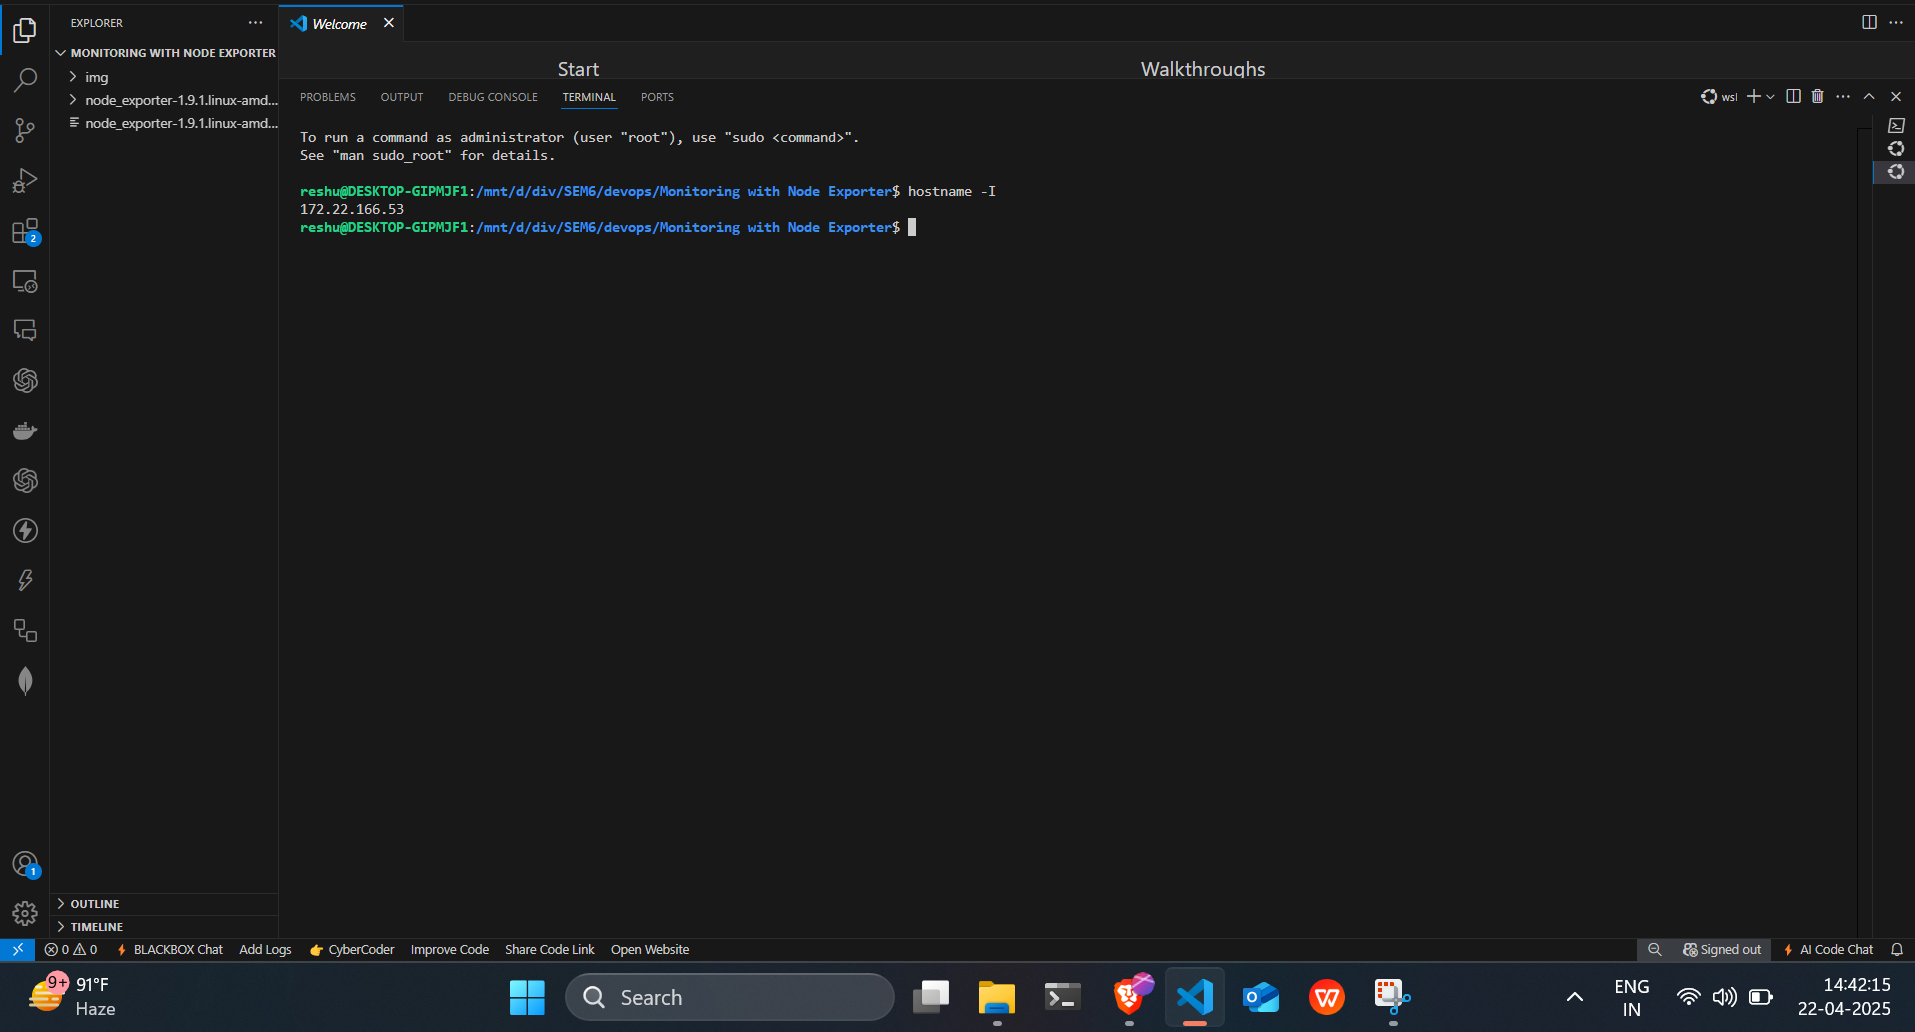 EXPLORER
Welcome
MONITORING WITH NODE EXPORTER
img
node_exporter-1.9.1.linux-amd...
node_exporter-1.9.1.linux-amd...
Start
Walkthroughs
PROBLEMS OUTPUT DEBUG CONSOLE TERMINAL PORTS
wsl
To run a command as administrator (user "root"), use "sudo <command>".
See "man sudo_root" for details.
reshu@DESKTOP-GIPMJF1:/mnt/d/div/SEM6/devops/Monitoring with Node Exporter$ hostname -I
172.22.166.53
reshu@DESKTOP-GIPMJF1:/mnt/d/div/SEM6/devops/Monitoring with Node Exporter$
2
1
OUTLINE
TIMELINE
0 0 BLACKBOX Chat Add Logs CyberCoder Improve Code Share Code Link Open Website
Signed out AI Code Chat
9+
91°F
Haze
Search
ENG
IN
14:42:15
22-04-2025